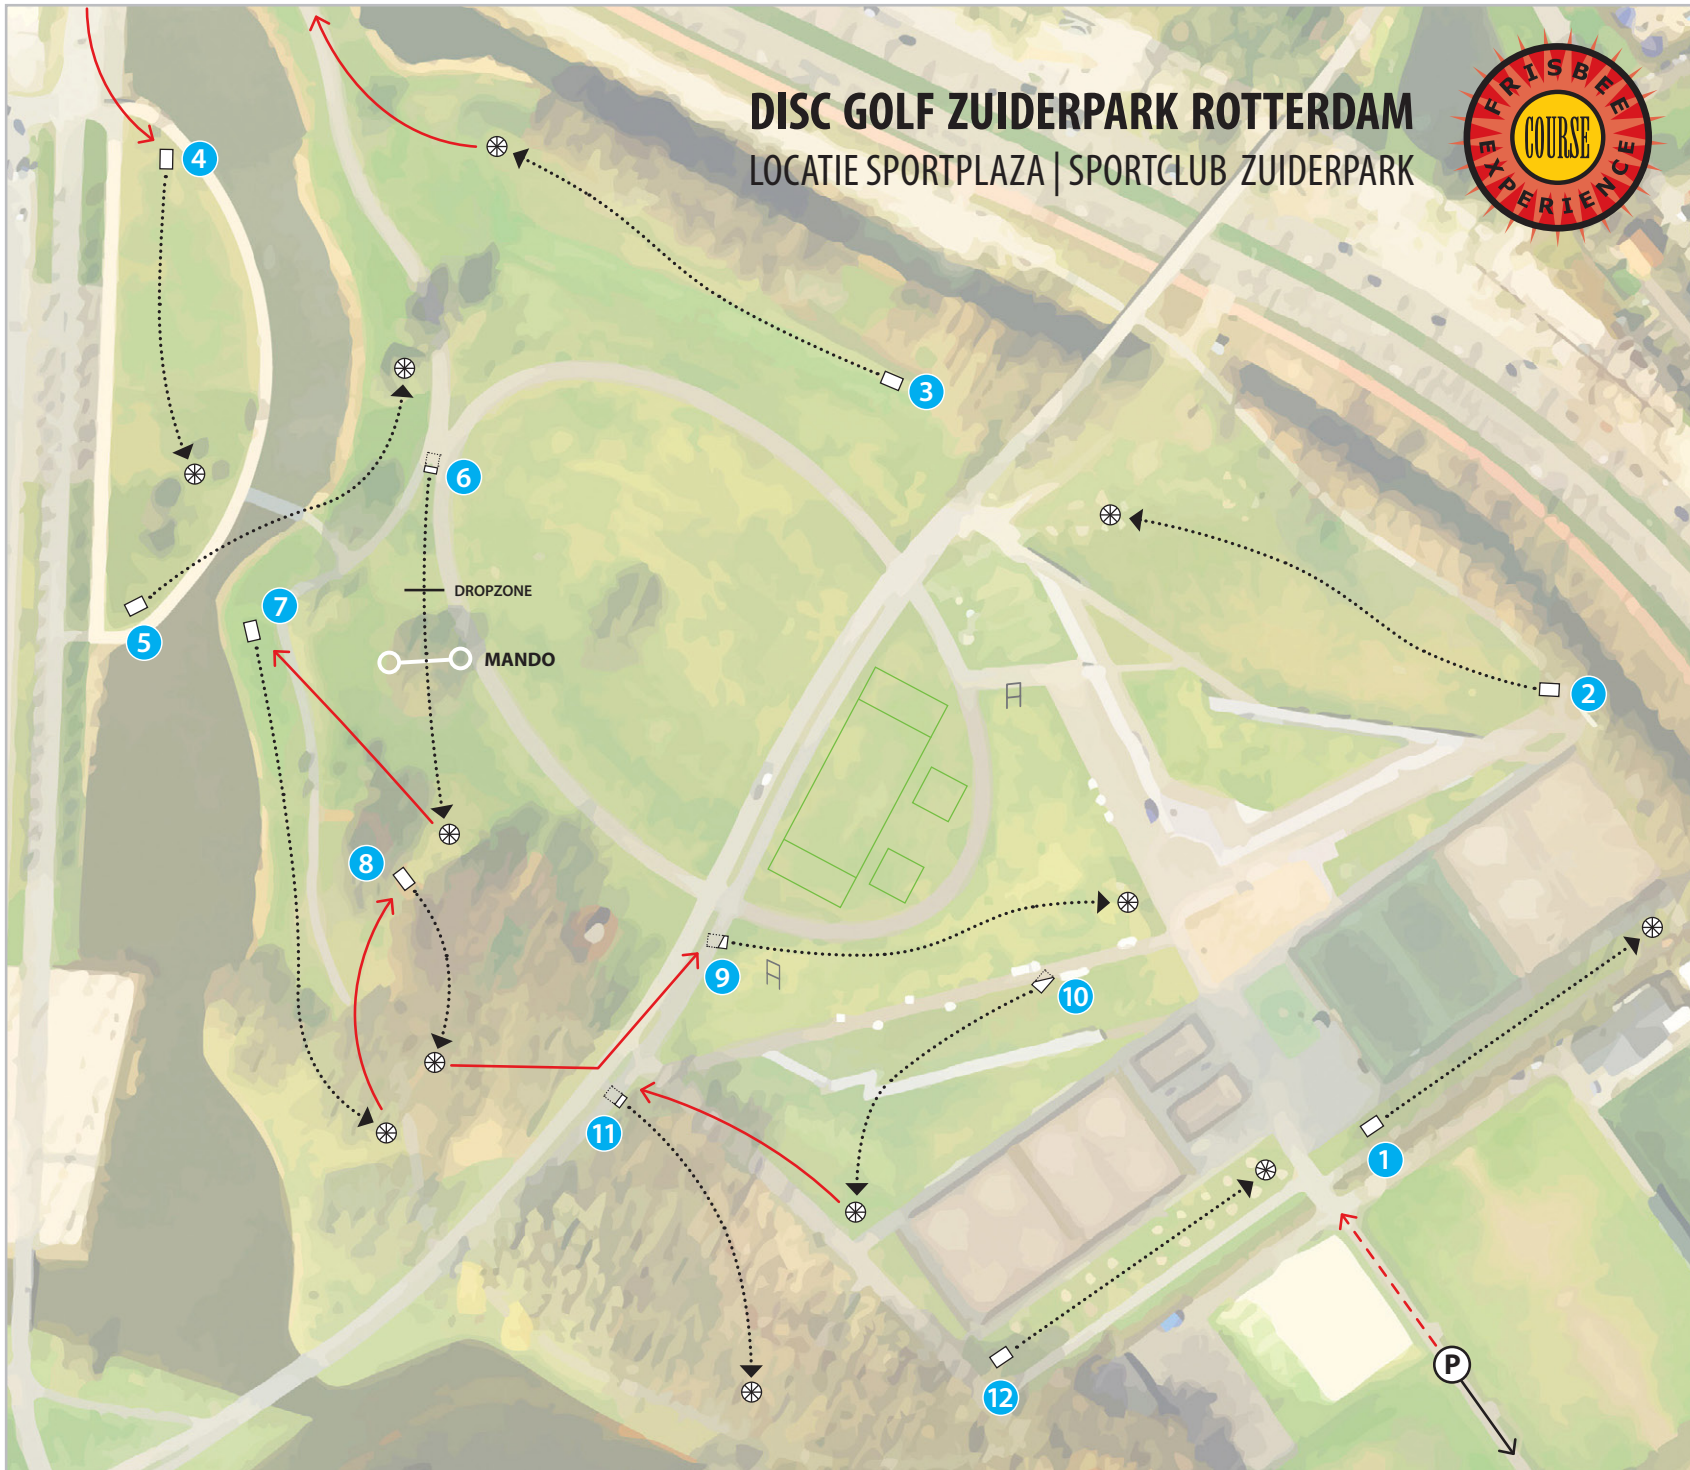 DISC GOLF ZUIDERPARK ROTTERDAM
LOCATIE SPORTPLAZA | SPORTCLUB ZUIDERPARK
FRISBEE
COURSE
EXPERIENCE
4
3
6
DROPZONE
7
5
MANDO
2
8
9
10
11
1
P
12